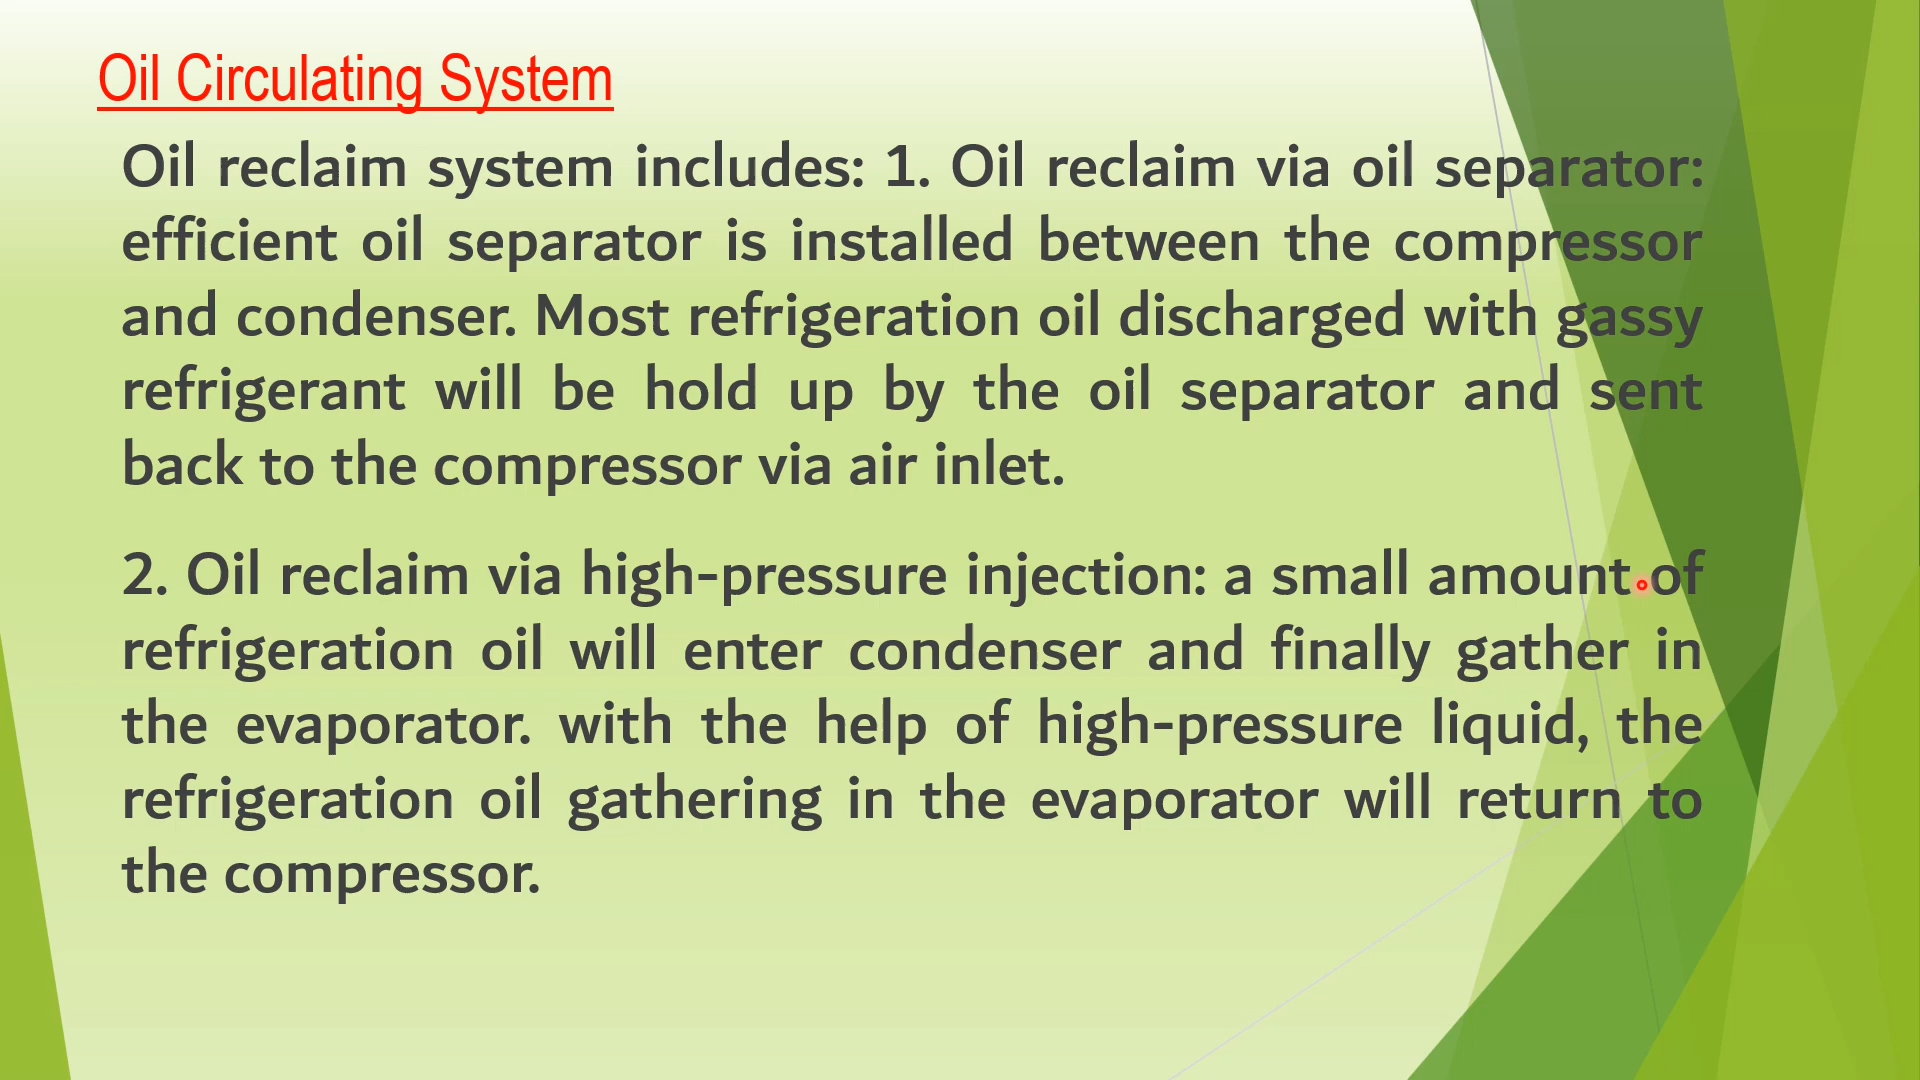 Oil Circulating System
Oil reclaim system includes: 1. Oil reclaim via oil separator:
efficient oil separator is installed between the compressor
and condenser. Most refrigeration oil discharged with gassy
refrigerant will be hold up by the oil separator and sent
back to the compressor via air inlet.
2. Oil reclaim via high-pressure injection: a small amount of
refrigeration oil will enter condenser and finally gather in
the evaporator. with the help of high-pressure liquid, the
refrigeration oil gathering in the evaporator will return to
the compressor.